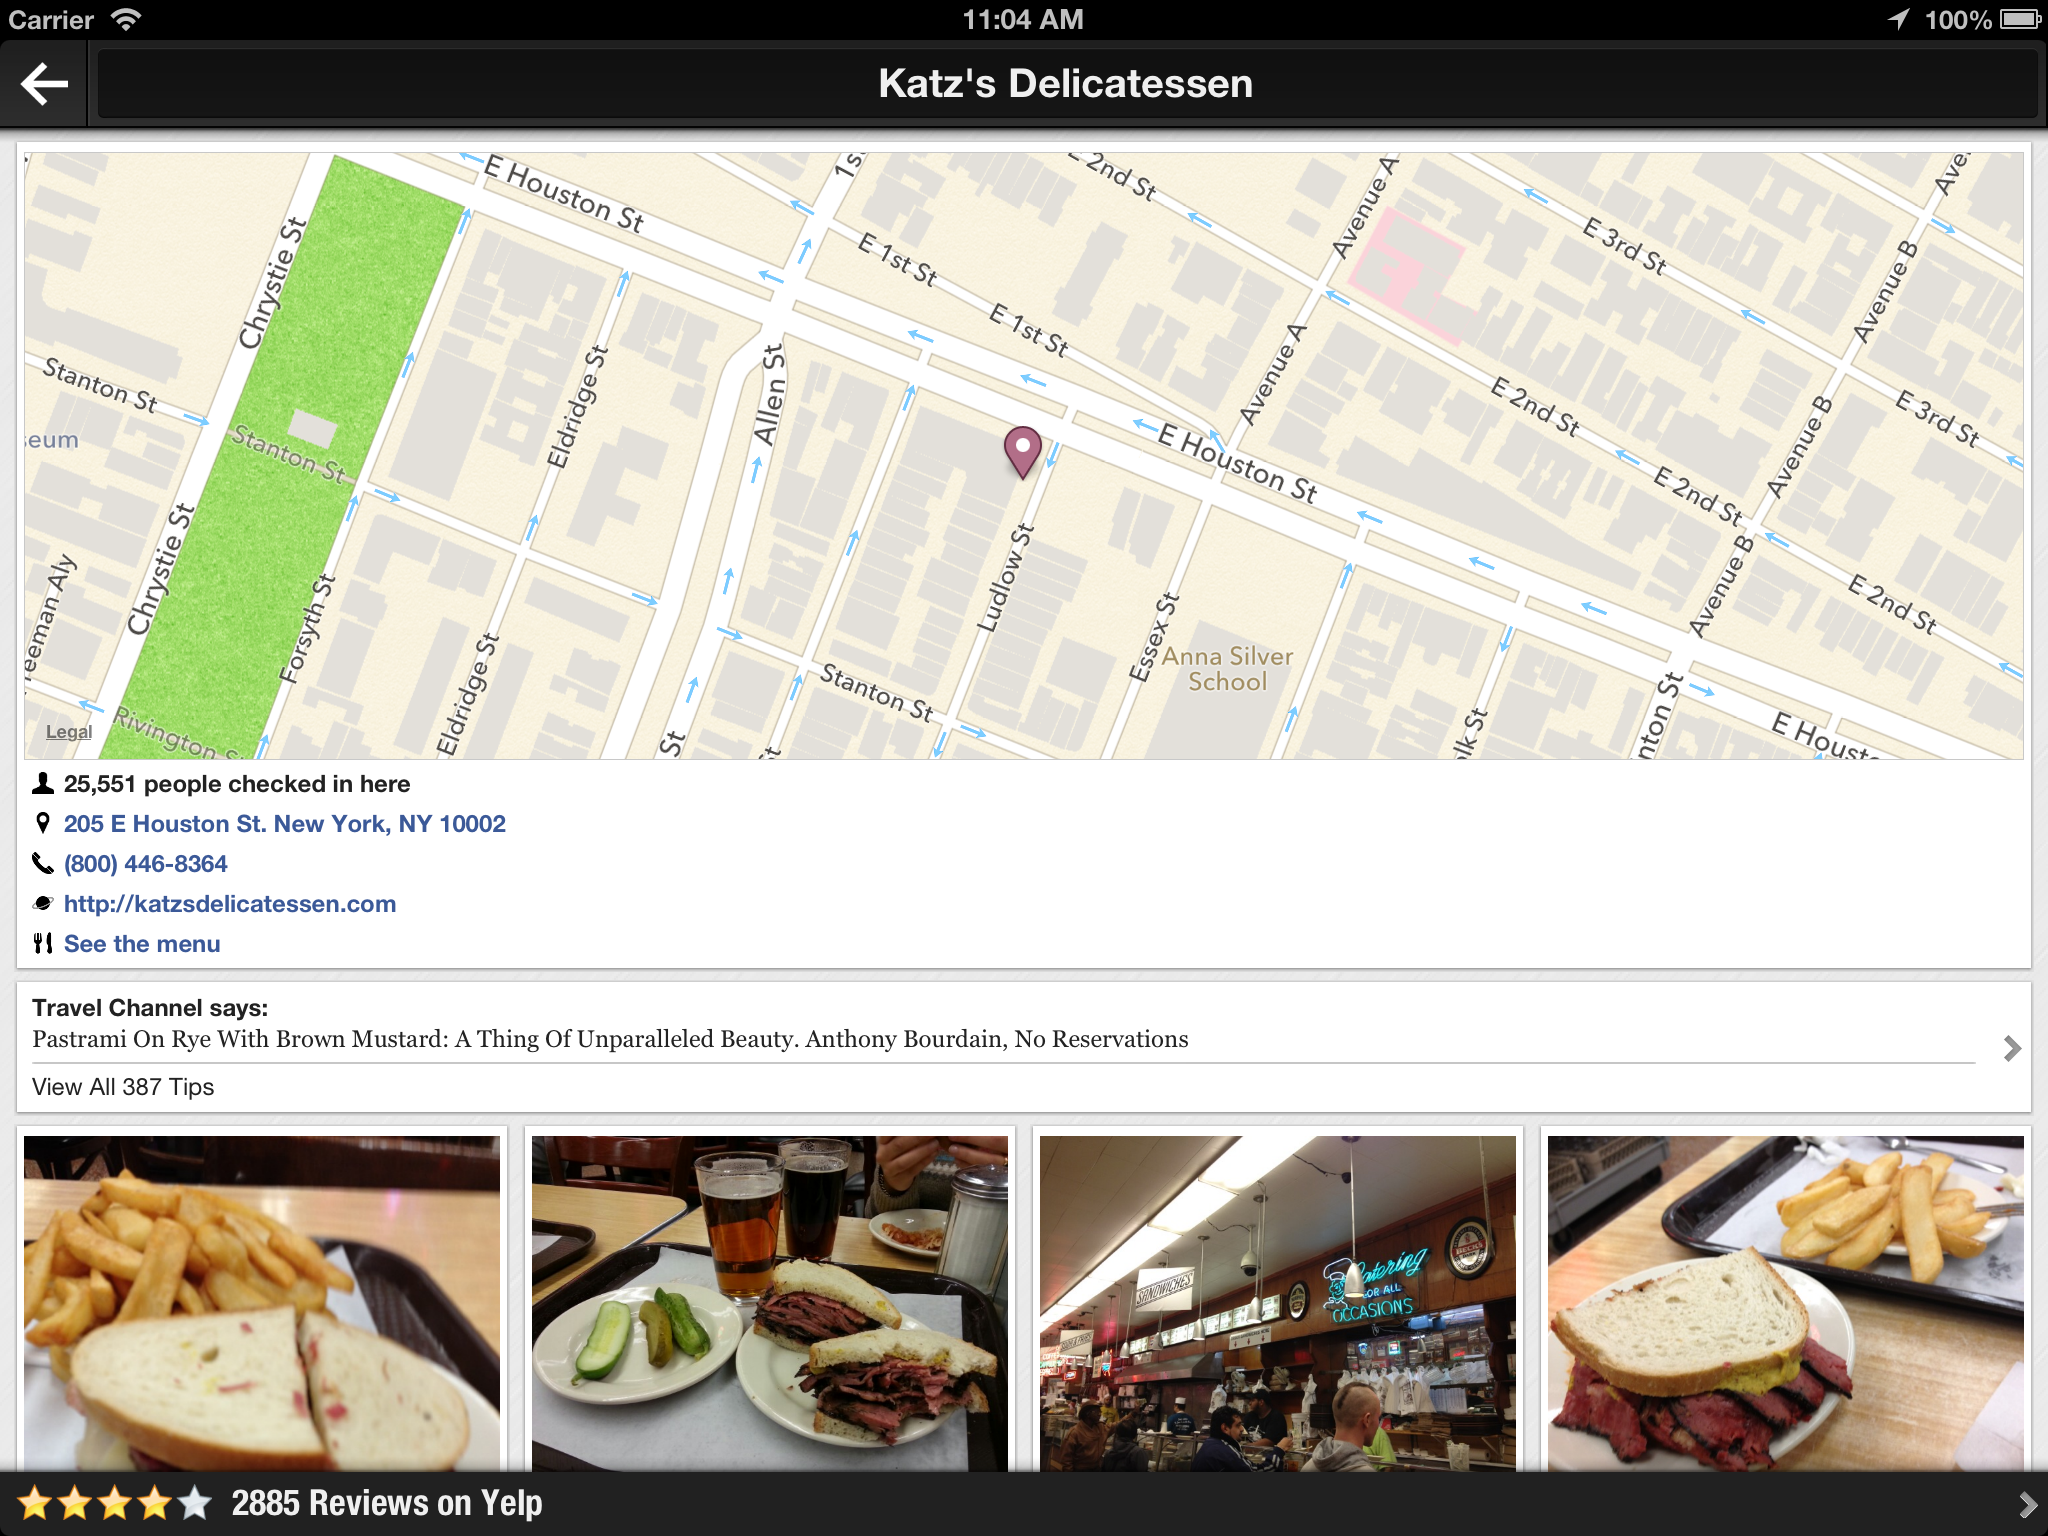 Carrier 11:04 AM 100%
Katz's Delicatessen
E Houston St
1st
E 2nd St
Avenue A
Ave
E 3rd St
Chrystie St
E 1st St
E 1st St
Avenue B
Stanton St
Eldridge St
Allen St
Avenue A
E 2nd St
Avenue B
E 3rd St
seum
Stanton St
E Houston St
E 2nd St
Chrystie St
Ludlow St
Avenue B
E 2nd St
reeman Aly
Forsyth St
Essex St
Anna Silver
School
Eldridge St
Stanton St
St
St
lk St
nton St
E Houst
Rivington S
Legal
25,551 people checked in here
205 E Houston St. New York, NY 10002
(800) 446-8364
http://katzsdelicatessen.com
See the menu
Travel Channel says:
Pastrami On Rye With Brown Mustard: A Thing Of Unparalleled Beauty. Anthony Bourdain, No Reservations
View All 387 Tips
SANDWICHES
Catering
FOR ALL
OCCASIONS
BECK'S
2885 Reviews on Yelp